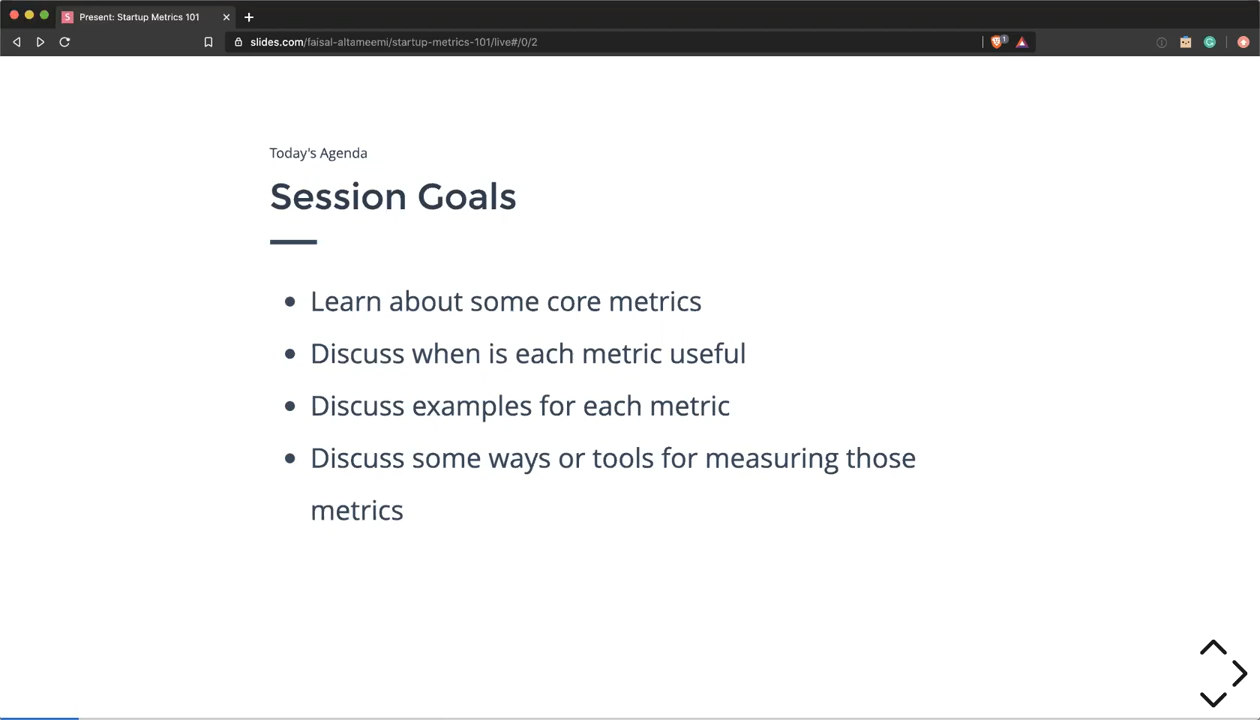 S Present: Startup Metrics 101
slides.com/faisal-altameemi/startup-metrics-101/live#/0/2
1
Today's Agenda
Session Goals
Learn about some core metrics
Discuss when is each metric useful
Discuss examples for each metric
Discuss some ways or tools for measuring those
metrics